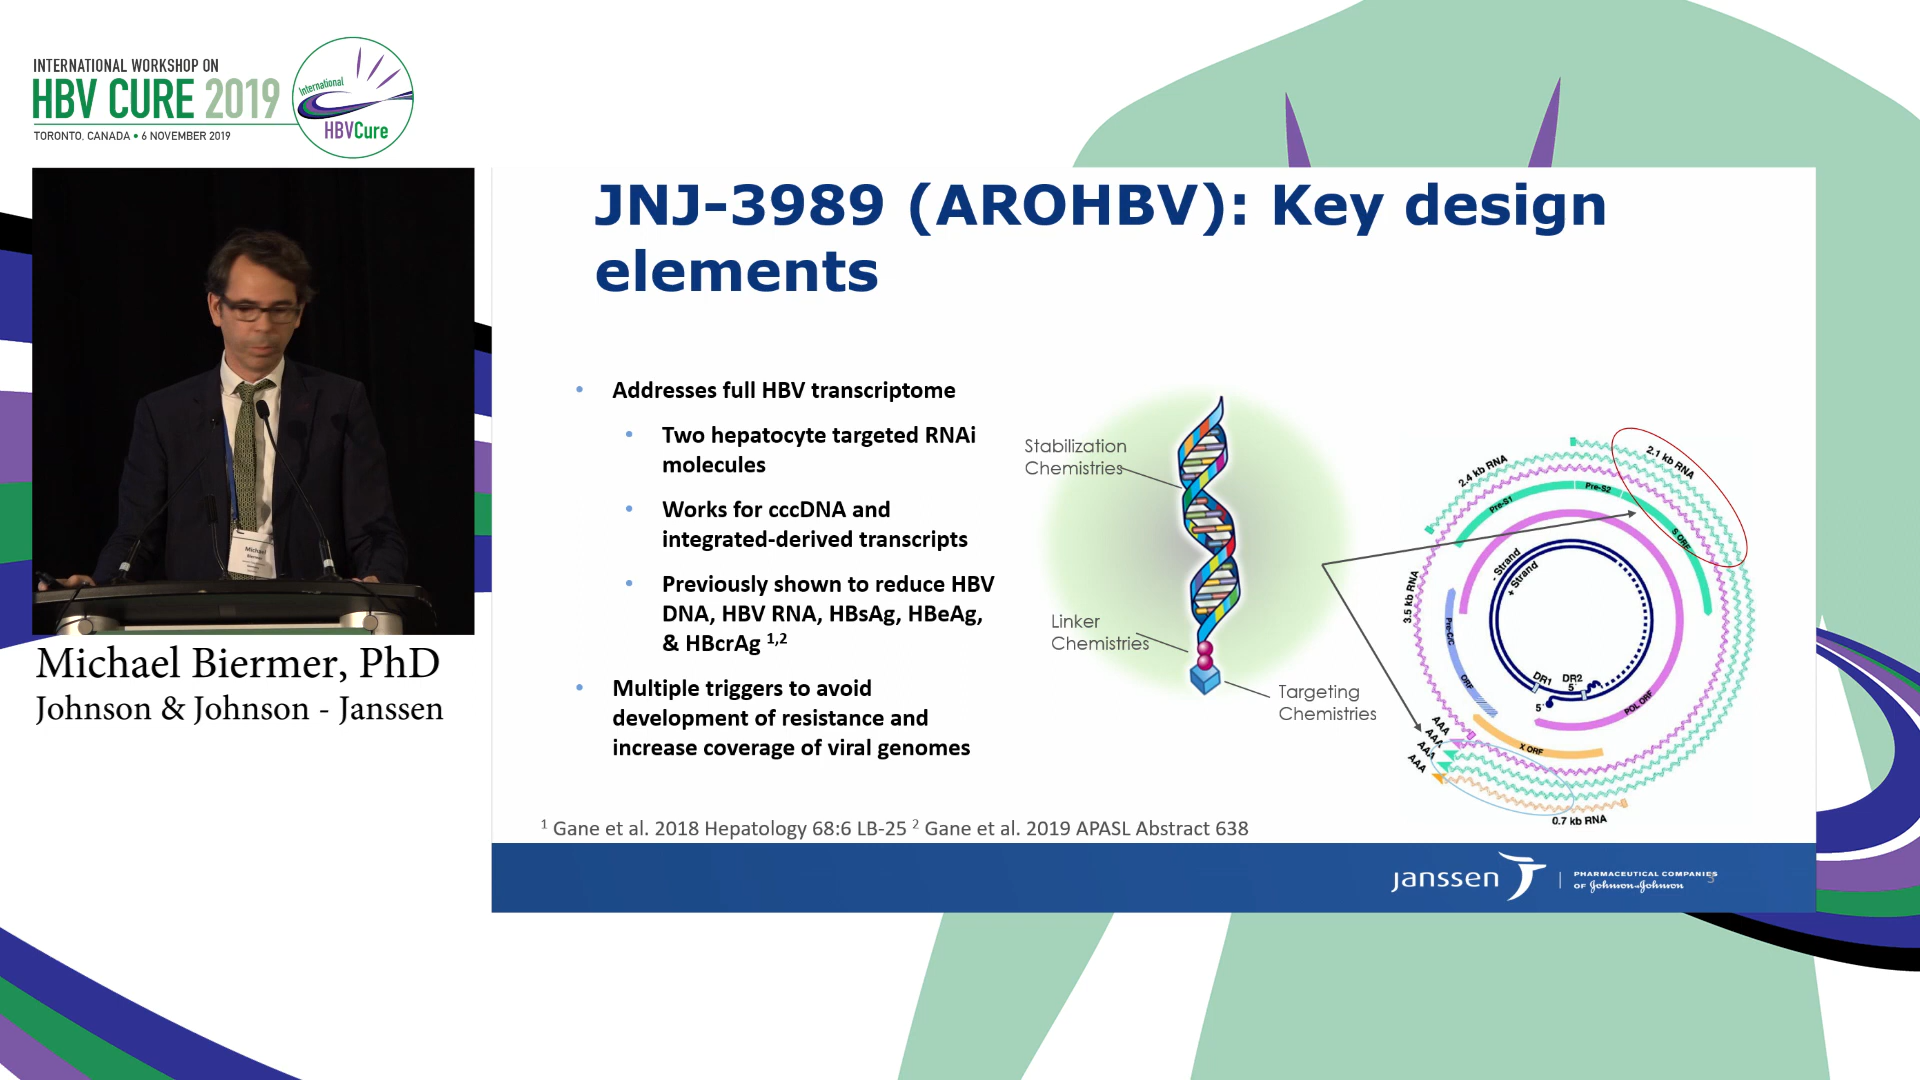 INTERNATIONAL WORKSHOP ON
HBV CURE 2019
TORONTO, CANADA • 6 NOVEMBER 2019
International
HBVCure
Michael
Biermer
Michael Biermer, PhD
Johnson & Johnson - Janssen
JNJ-3989 (AROHBV): Key design
elements
• Addresses full HBV transcriptome
• Two hepatocyte targeted RNAi
molecules
• Works for cccDNA and
integrated-derived transcripts
• Previously shown to reduce HBV
DNA, HBV RNA, HBsAg, HBeAg,
& HBcrAg 1,2
• Multiple triggers to avoid
development of resistance and
increase coverage of viral genomes
Stabilization
Chemistries
Linker
Chemistries
Targeting
Chemistries
2.4 kb RNA
2.1 kb RNA
Pre-S1
Pre-S2
S ORF
- Strand
+ Strand
3.5 kb RNA
Pre-C/C
ORF
DR1
DR2
5'
5'
POL ORF
X ORF
AAA
AAA
AAA
AAA
0.7 kb RNA
1 Gane et al. 2018 Hepatology 68:6 LB-25 2 Gane et al. 2019 APASL Abstract 638
janssen
PHARMACEUTICAL COMPANIES
OF Johnson & Johnson
3